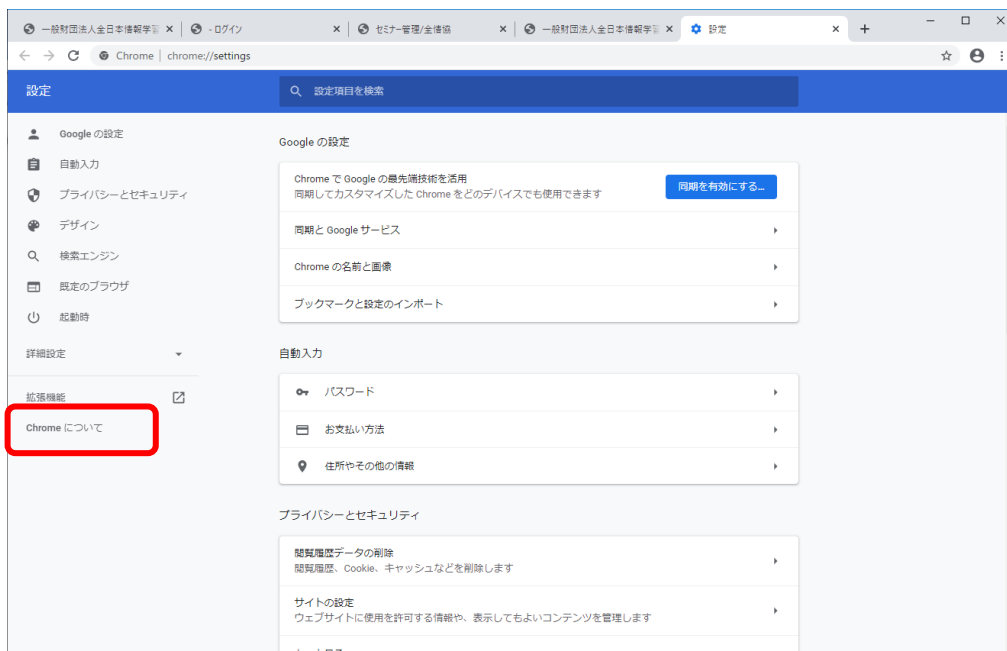 一般財団法人全日本情報学習
- ログイン
セミナー管理/全情協
一般財団法人全日本情報学習
設定
Chrome | chrome://settings
設定
設定項目を検索
Google の設定
自動入力
プライバシーとセキュリティ
デザイン
検索エンジン
既定のブラウザ
起動時
詳細設定
拡張機能
Chrome について
Google の設定
Chrome で Google の最先端技術を活用
同期してカスタマイズした Chrome をどのデバイスでも使用できます
同期を有効にする...
同期と Google サービス
Chrome の名前と画像
ブックマークと設定のインポート
自動入力
パスワード
お支払い方法
住所やその他の情報
プライバシーとセキュリティ
閲覧履歴データの削除
閲覧履歴、Cookie、キャッシュなどを削除します
サイトの設定
ウェブサイトに使用を許可する情報や、表示してもよいコンテンツを管理します